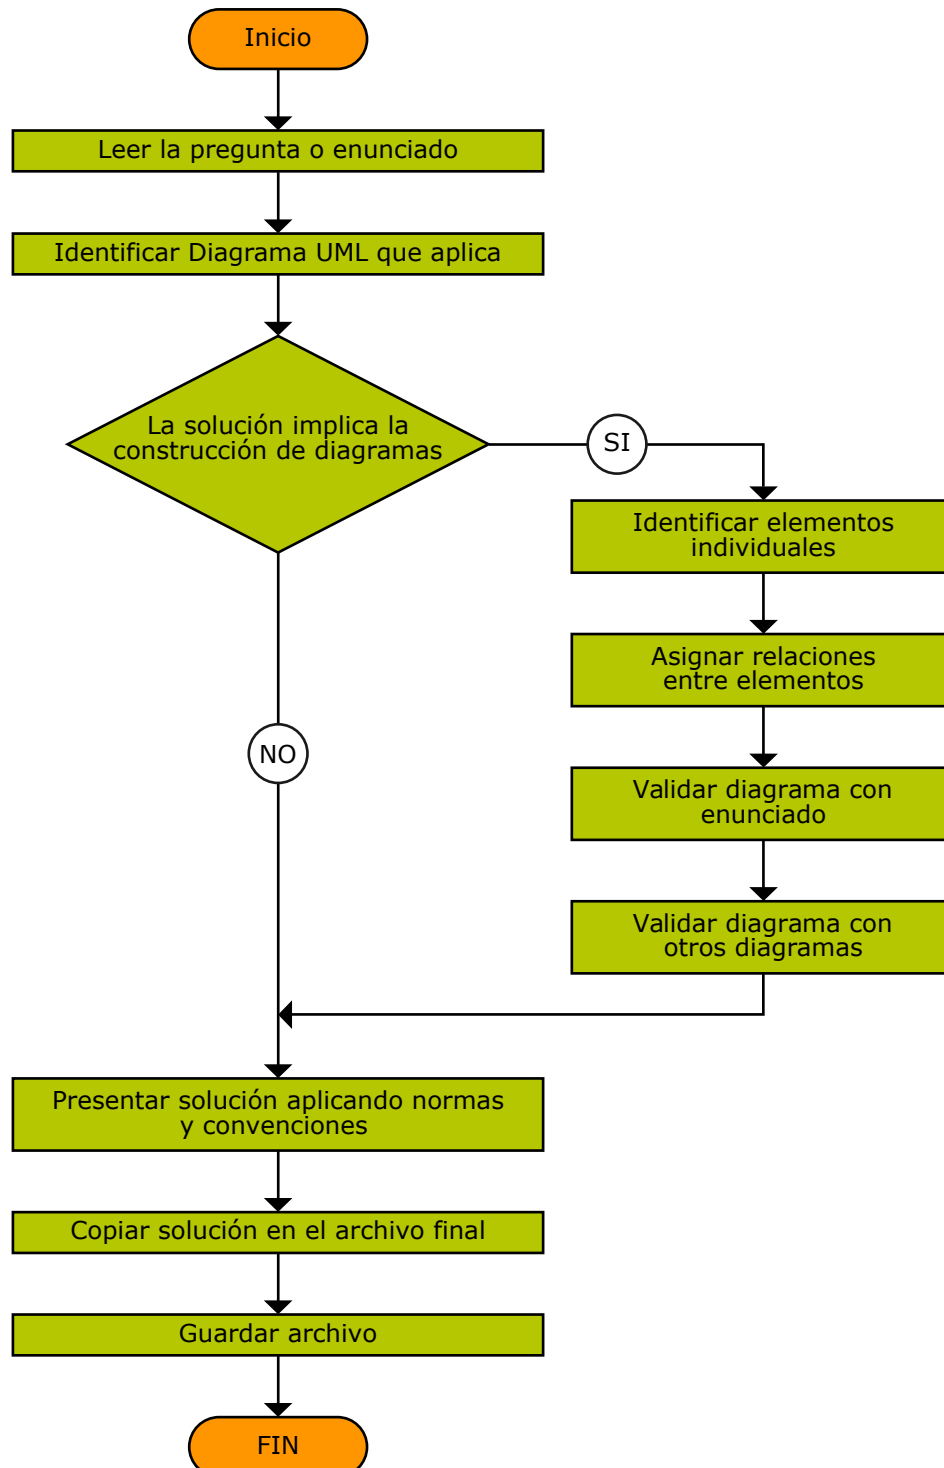 Inicio
Leer la pregunta o enunciado
Identificar Diagrama UML que aplica
La solución implica la
construcción de diagramas
SI
Identificar elementos
individuales
Asignar relaciones
entre elementos
NO
Validar diagrama con
enunciado
Validar diagrama con
otros diagramas
Presentar solución aplicando normas
y convenciones
Copiar solución en el archivo final
Guardar archivo
FIN